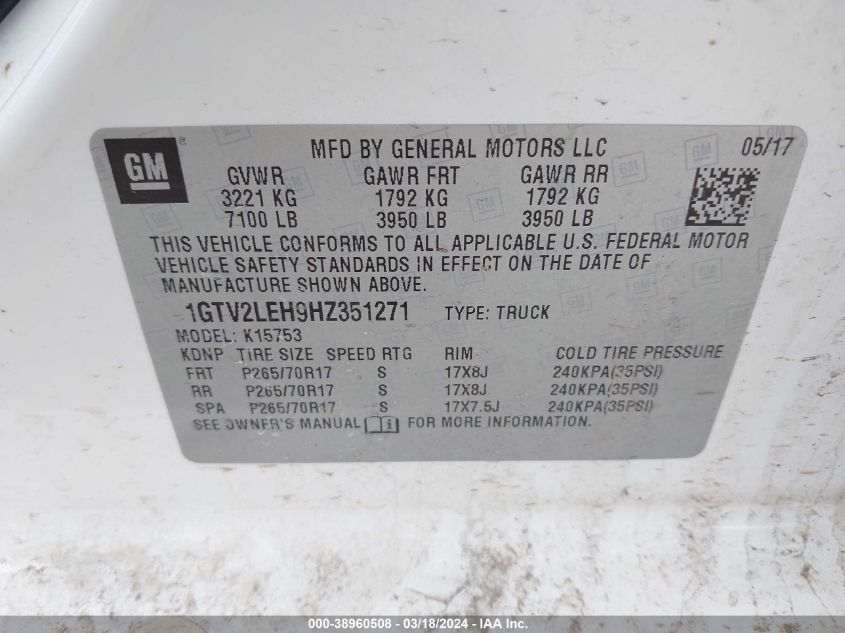 GM ® MFD BY GENERAL MOTORS LLC 05/17
GVWR GAWR FRT GAWR RR
3221 KG 1792 KG 1792 KG
7100 LB 3950 LB 3950 LB
THIS VEHICLE CONFORMS TO ALL APPLICABLE U.S. FEDERAL MOTOR
VEHICLE SAFETY STANDARDS IN EFFECT ON THE DATE OF
MANUFACTURE SHOWN ABOVE.
1GTV2LEH9HZ351271 TYPE: TRUCK
MODEL: K15753
KDNP TIRE SIZE SPEED RTG RIM COLD TIRE PRESSURE
FRT P265/70R17 S 17X8J 240KPA(35PSI)
RR P265/70R17 S 17X8J 240KPA(35PSI)
SPA P265/70R17 S 17X7.5J 240KPA(35PSI)
SEE OWNER'S MANUAL FOR MORE INFORMATION.
000-38960508 - 03/18/2024 - IAA Inc.